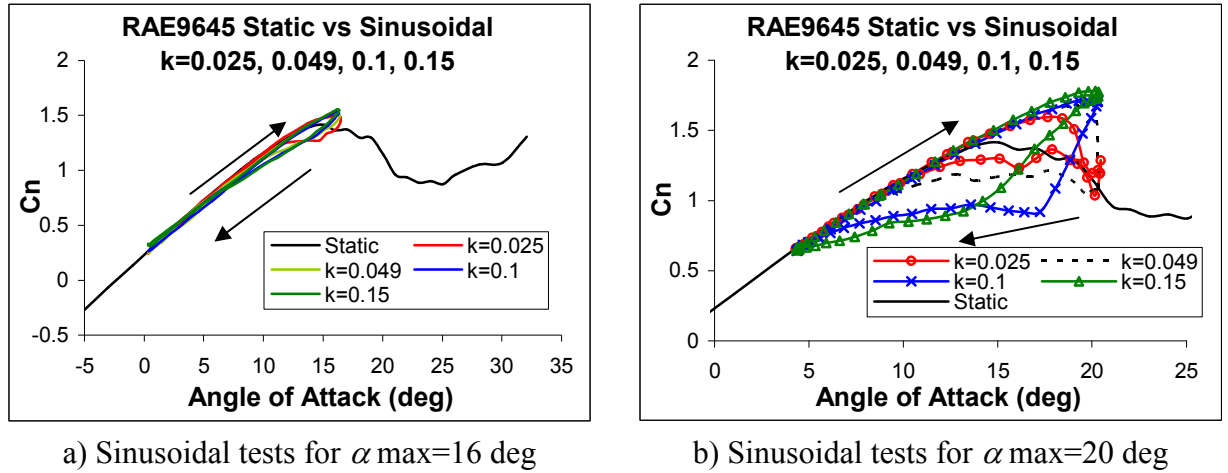 RAE9645 Static vs Sinusoidal
k=0.025, 0.049, 0.1, 0.15
2
1.5
1
0.5
0
-0.5
Cn
-5 0 5 10 15 20 25 30 35
Angle of Attack (deg)
Static k=0.025
k=0.049 k=0.1
k=0.15
a) Sinusoidal tests for α max=16 deg
RAE9645 Static vs Sinusoidal
k=0.025, 0.049, 0.1, 0.15
2
1.5
1
0.5
0
Cn
0 5 10 15 20 25
Angle of Attack (deg)
k=0.025 k=0.049
k=0.1 k=0.15
Static
b) Sinusoidal tests for α max=20 deg